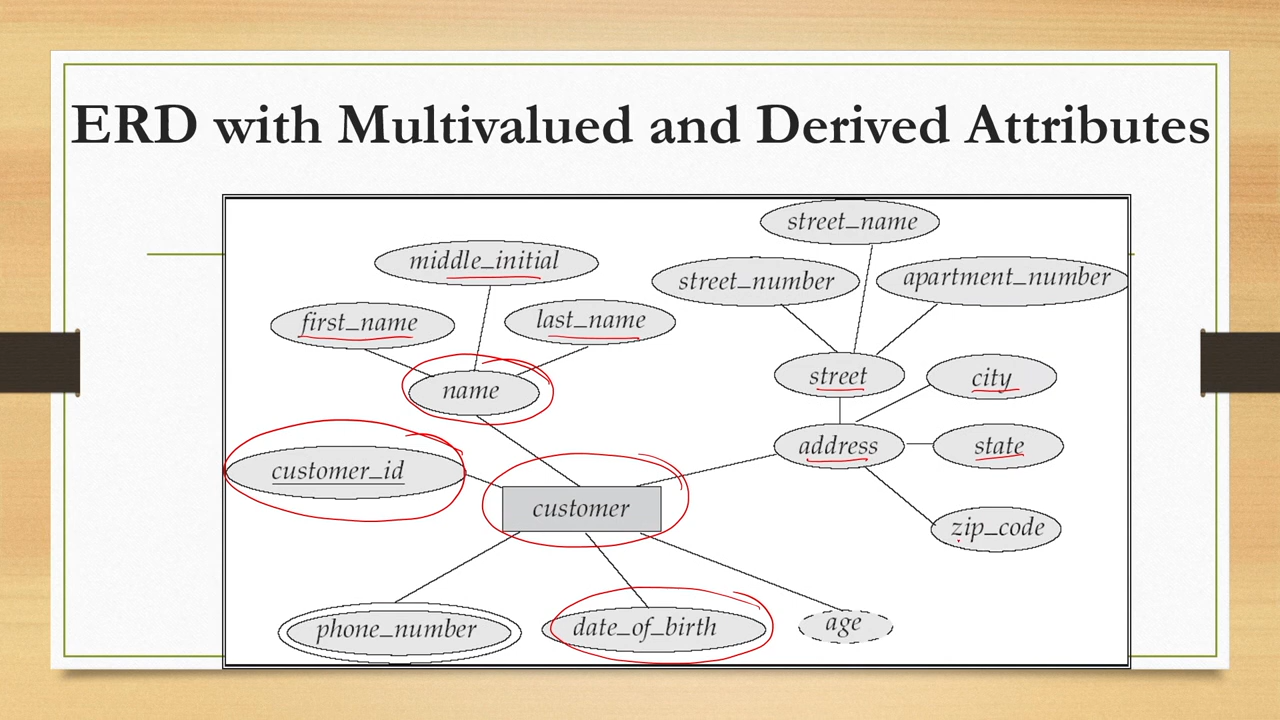 ERD with Multivalued and Derived Attributes
street_name
middle_initial
street_number
apartment_number
first_name
last_name
street
city
name
address
state
customer_id
customer
zip_code
phone_number
date_of_birth
age